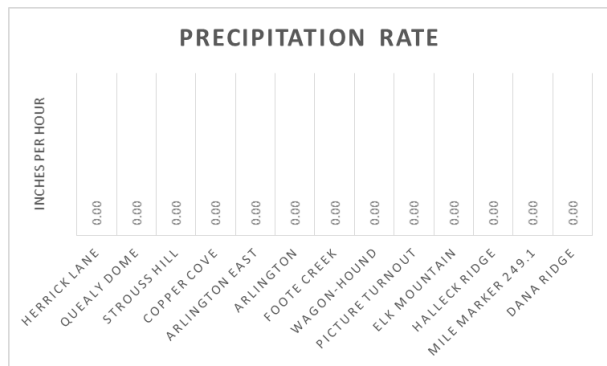 PRECIPITATION RATE
INCHES PER HOUR
0.00
0.00
0.00
0.00
0.00
0.00
0.00
0.00
0.00
0.00
0.00
0.00
0.00
HERRICK LANE
QUEALY DOME
STROUSS HILL
COPPER COVE
ARLINGTON EAST
ARLINGTON
FOOTE CREEK
WAGON-HOUND
PICTURE TURNOUT
ELK MOUNTAIN
HALLECK RIDGE
MILE MARKER 249.1
DANA RIDGE